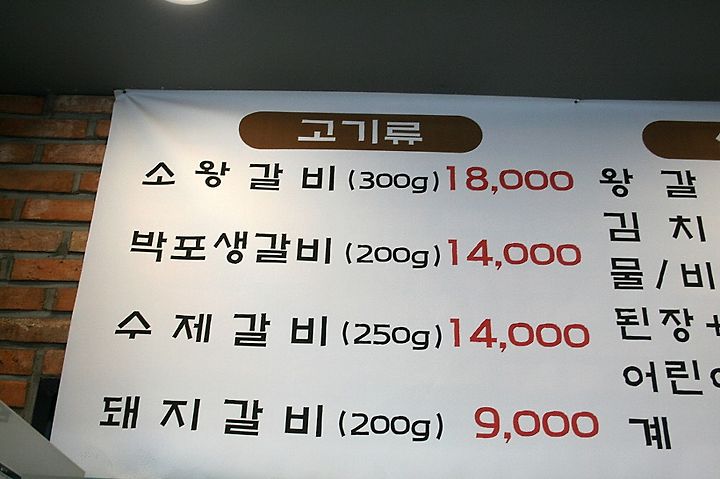 고기류
소왕갈비 (300g) 18,000
박포생갈비 (200g) 14,000
수제갈비 (250g) 14,000
돼지갈비 (200g) 9,000
왕갈
김치
물/비
된장+
어린이
계